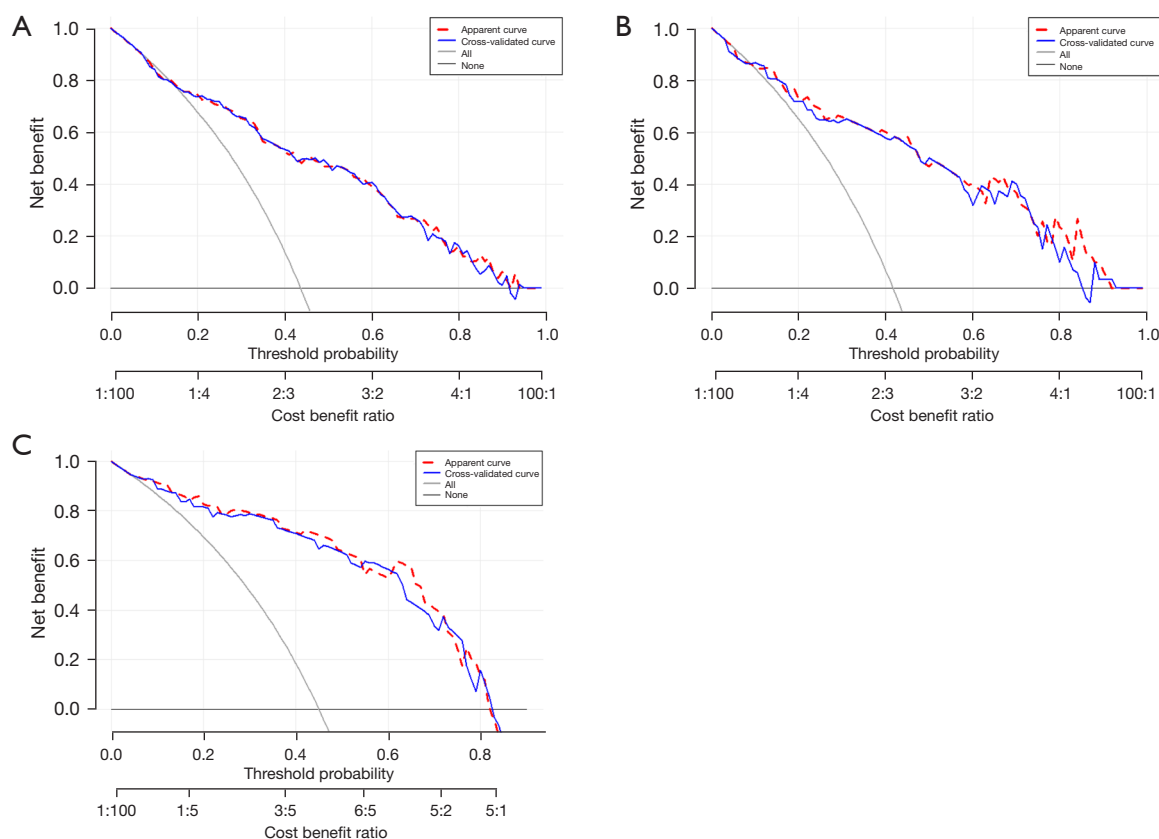 A
1.0
0.8
0.6
0.4
0.2
0.0
Net benefit
Apparent curve
Cross-validated curve
All
None
0.0 0.2 0.4 0.6 0.8 1.0
Threshold probability
1:100 1:4 2:3 3:2 4:1 100:1
Cost benefit ratio
B
1.0
0.8
0.6
0.4
0.2
0.0
Net benefit
Apparent curve
Cross-validated curve
All
None
0.0 0.2 0.4 0.6 0.8 1.0
Threshold probability
1:100 1:4 2:3 3:2 4:1 100:1
Cost benefit ratio
C
1.0
0.8
0.6
0.4
0.2
0.0
Net benefit
Apparent curve
Cross-validated curve
All
None
0.0 0.2 0.4 0.6 0.8
Threshold probability
1:100 1:5 3:5 6:5 5:2 5:1
Cost benefit ratio